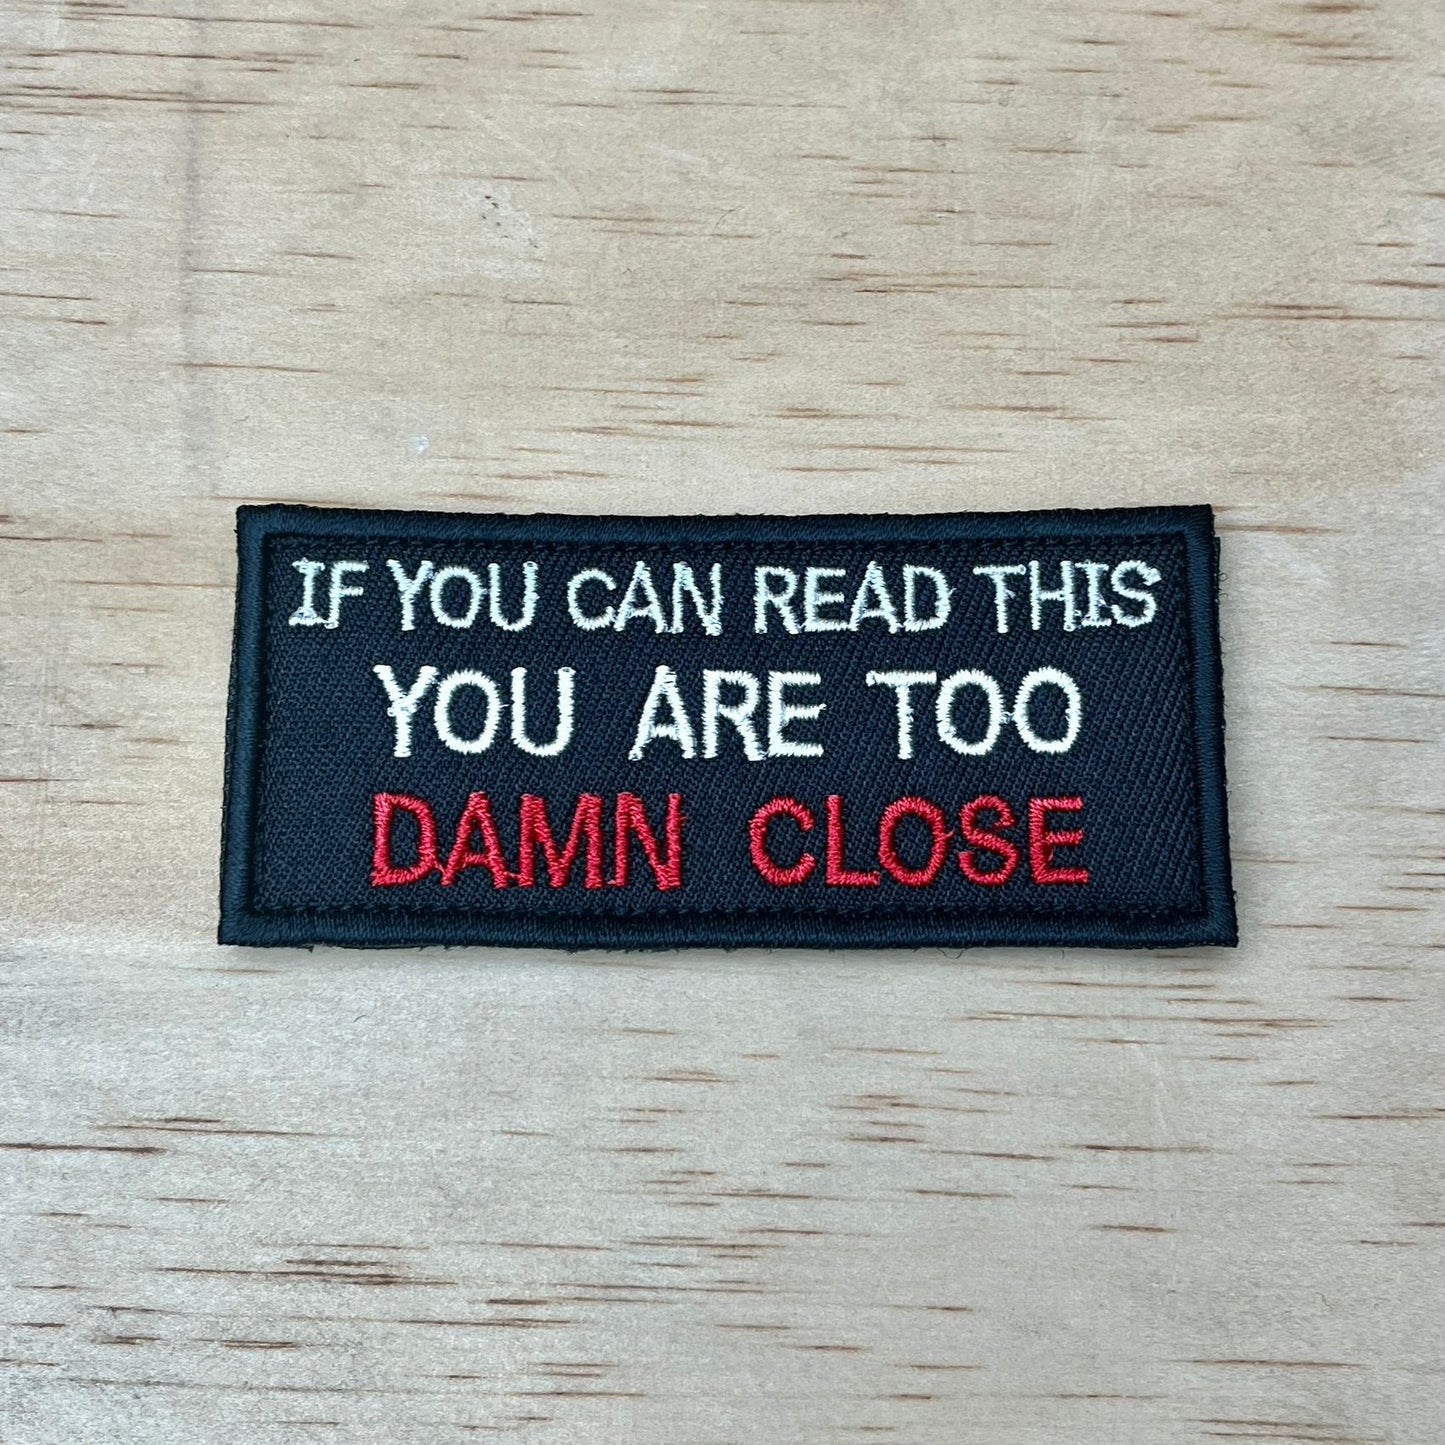 IF YOU CAN READ THIS
YOU ARE TOO
DAMN CLOSE